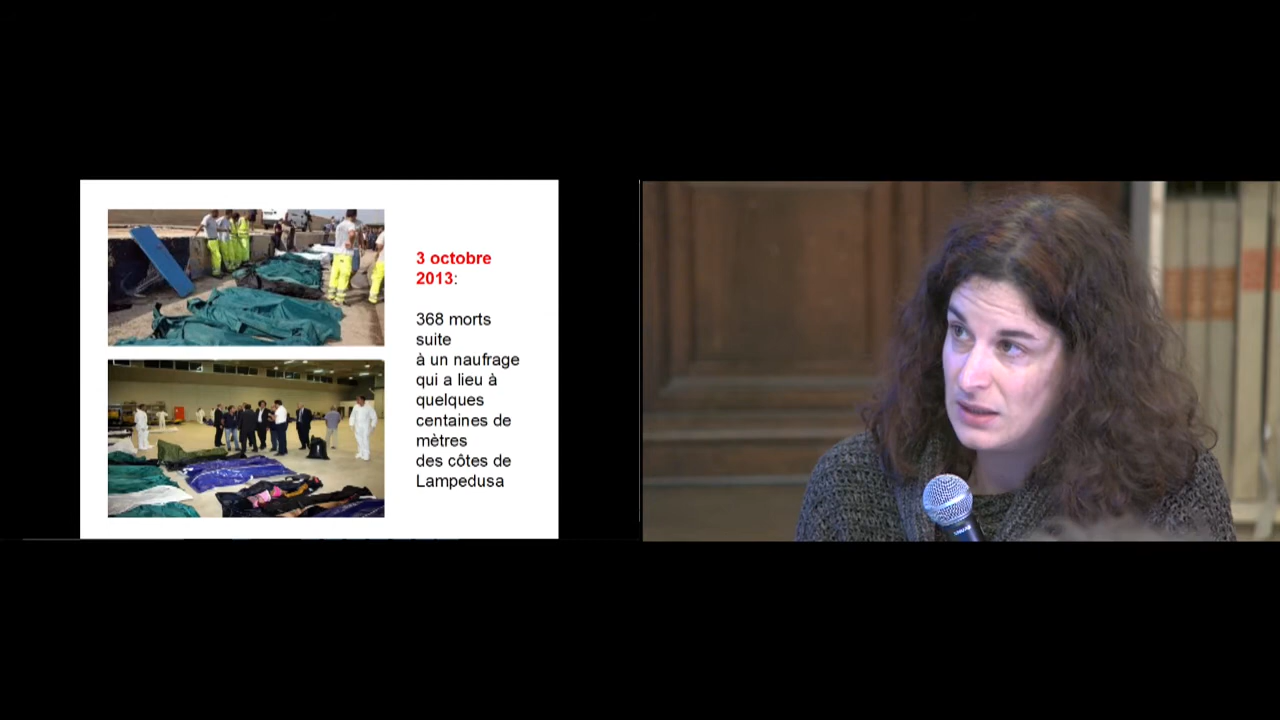 3 octobre
2013:
368 morts
suite
à un naufrage
qui a lieu à
quelques
centaines de
mètres
des côtes de
Lampedusa